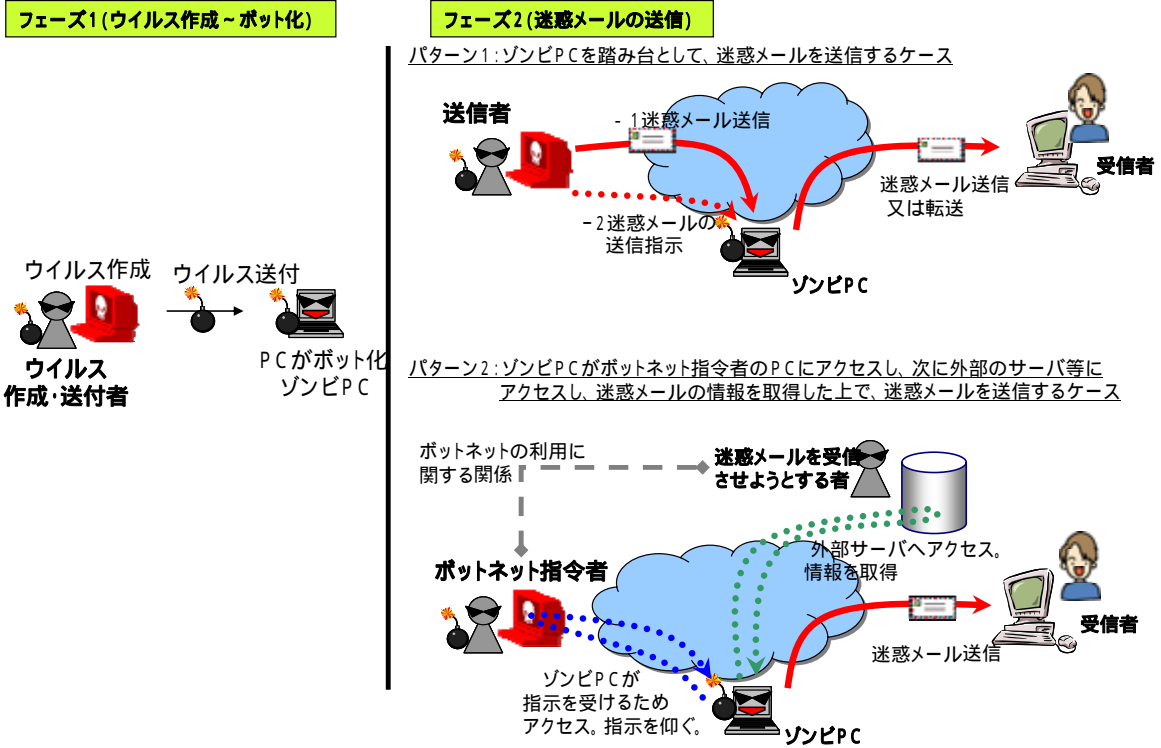 フェーズ1(ウイルス作成～ボット化)
ウイルス作成
ウイルス送付
ウイルス
作成・送付者
PCがボット化
ゾンビPC
フェーズ2(迷惑メールの送信)
パターン1:ゾンビPCを踏み台として、迷惑メールを送信するケース
送信者
-1迷惑メール送信
-2迷惑メールの
送信指示
ゾンビPC
迷惑メール送信
又は転送
受信者
パターン2:ゾンビPCがボットネット指令者のPCにアクセスし、次に外部のサーバ等に
アクセスし、迷惑メールの情報を取得した上で、迷惑メールを送信するケース
ボットネットの利用に
関する関係
迷惑メールを受信
させようとする者
外部サーバへアクセス。
情報を取得
ボットネット指令者
ゾンビPCが
指示を受けるため
アクセス。指示を仰ぐ。
ゾンビPC
迷惑メール送信
受信者